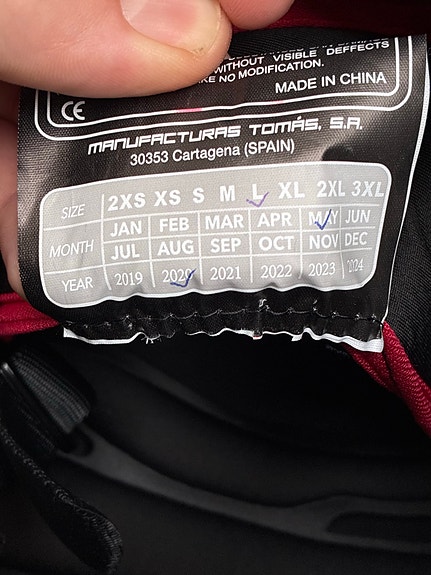 WITHOUT VISIBLE DEFFECTS
KE NO MODIFICATION.
MADE IN CHINA
CE
MANUFACTURAS TOMÁS, S.A.
30353 Cartagena (SPAIN)
SIZE 2XS XS S M L XL 2XL 3XL
MONTH
JAN FEB MAR APR MAY JUN
JUL AUG SEP OCT NOV DEC
YEAR 2019 2020 2021 2022 2023 2024